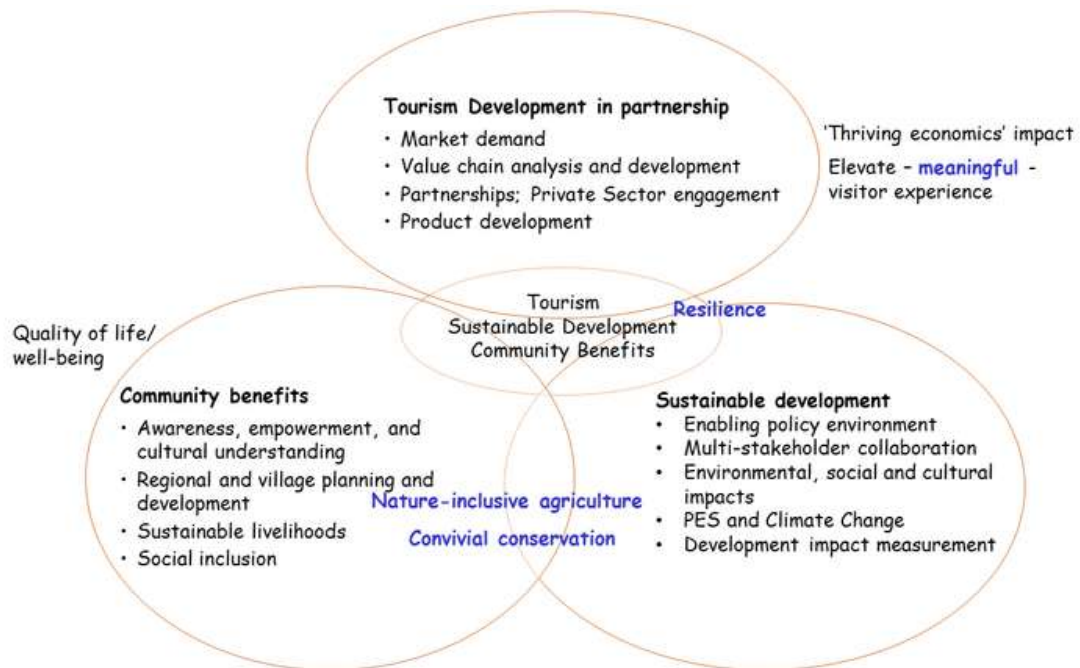 Tourism Development in partnership
• Market demand
• Value chain analysis and development
• Partnerships; Private Sector engagement
• Product development
'Thriving economics' impact
Elevate – meaningful -
visitor experience
Tourism
Sustainable Development
Community Benefits
Resilience
Quality of life/
well-being
Community benefits
• Awareness, empowerment, and
cultural understanding
• Regional and village planning and
development
• Sustainable livelihoods
• Social inclusion
Nature-inclusive agriculture
Convivial conservation
Sustainable development
• Enabling policy environment
• Multi-stakeholder collaboration
• Environmental, social and cultural
impacts
• PES and Climate Change
• Development impact measurement